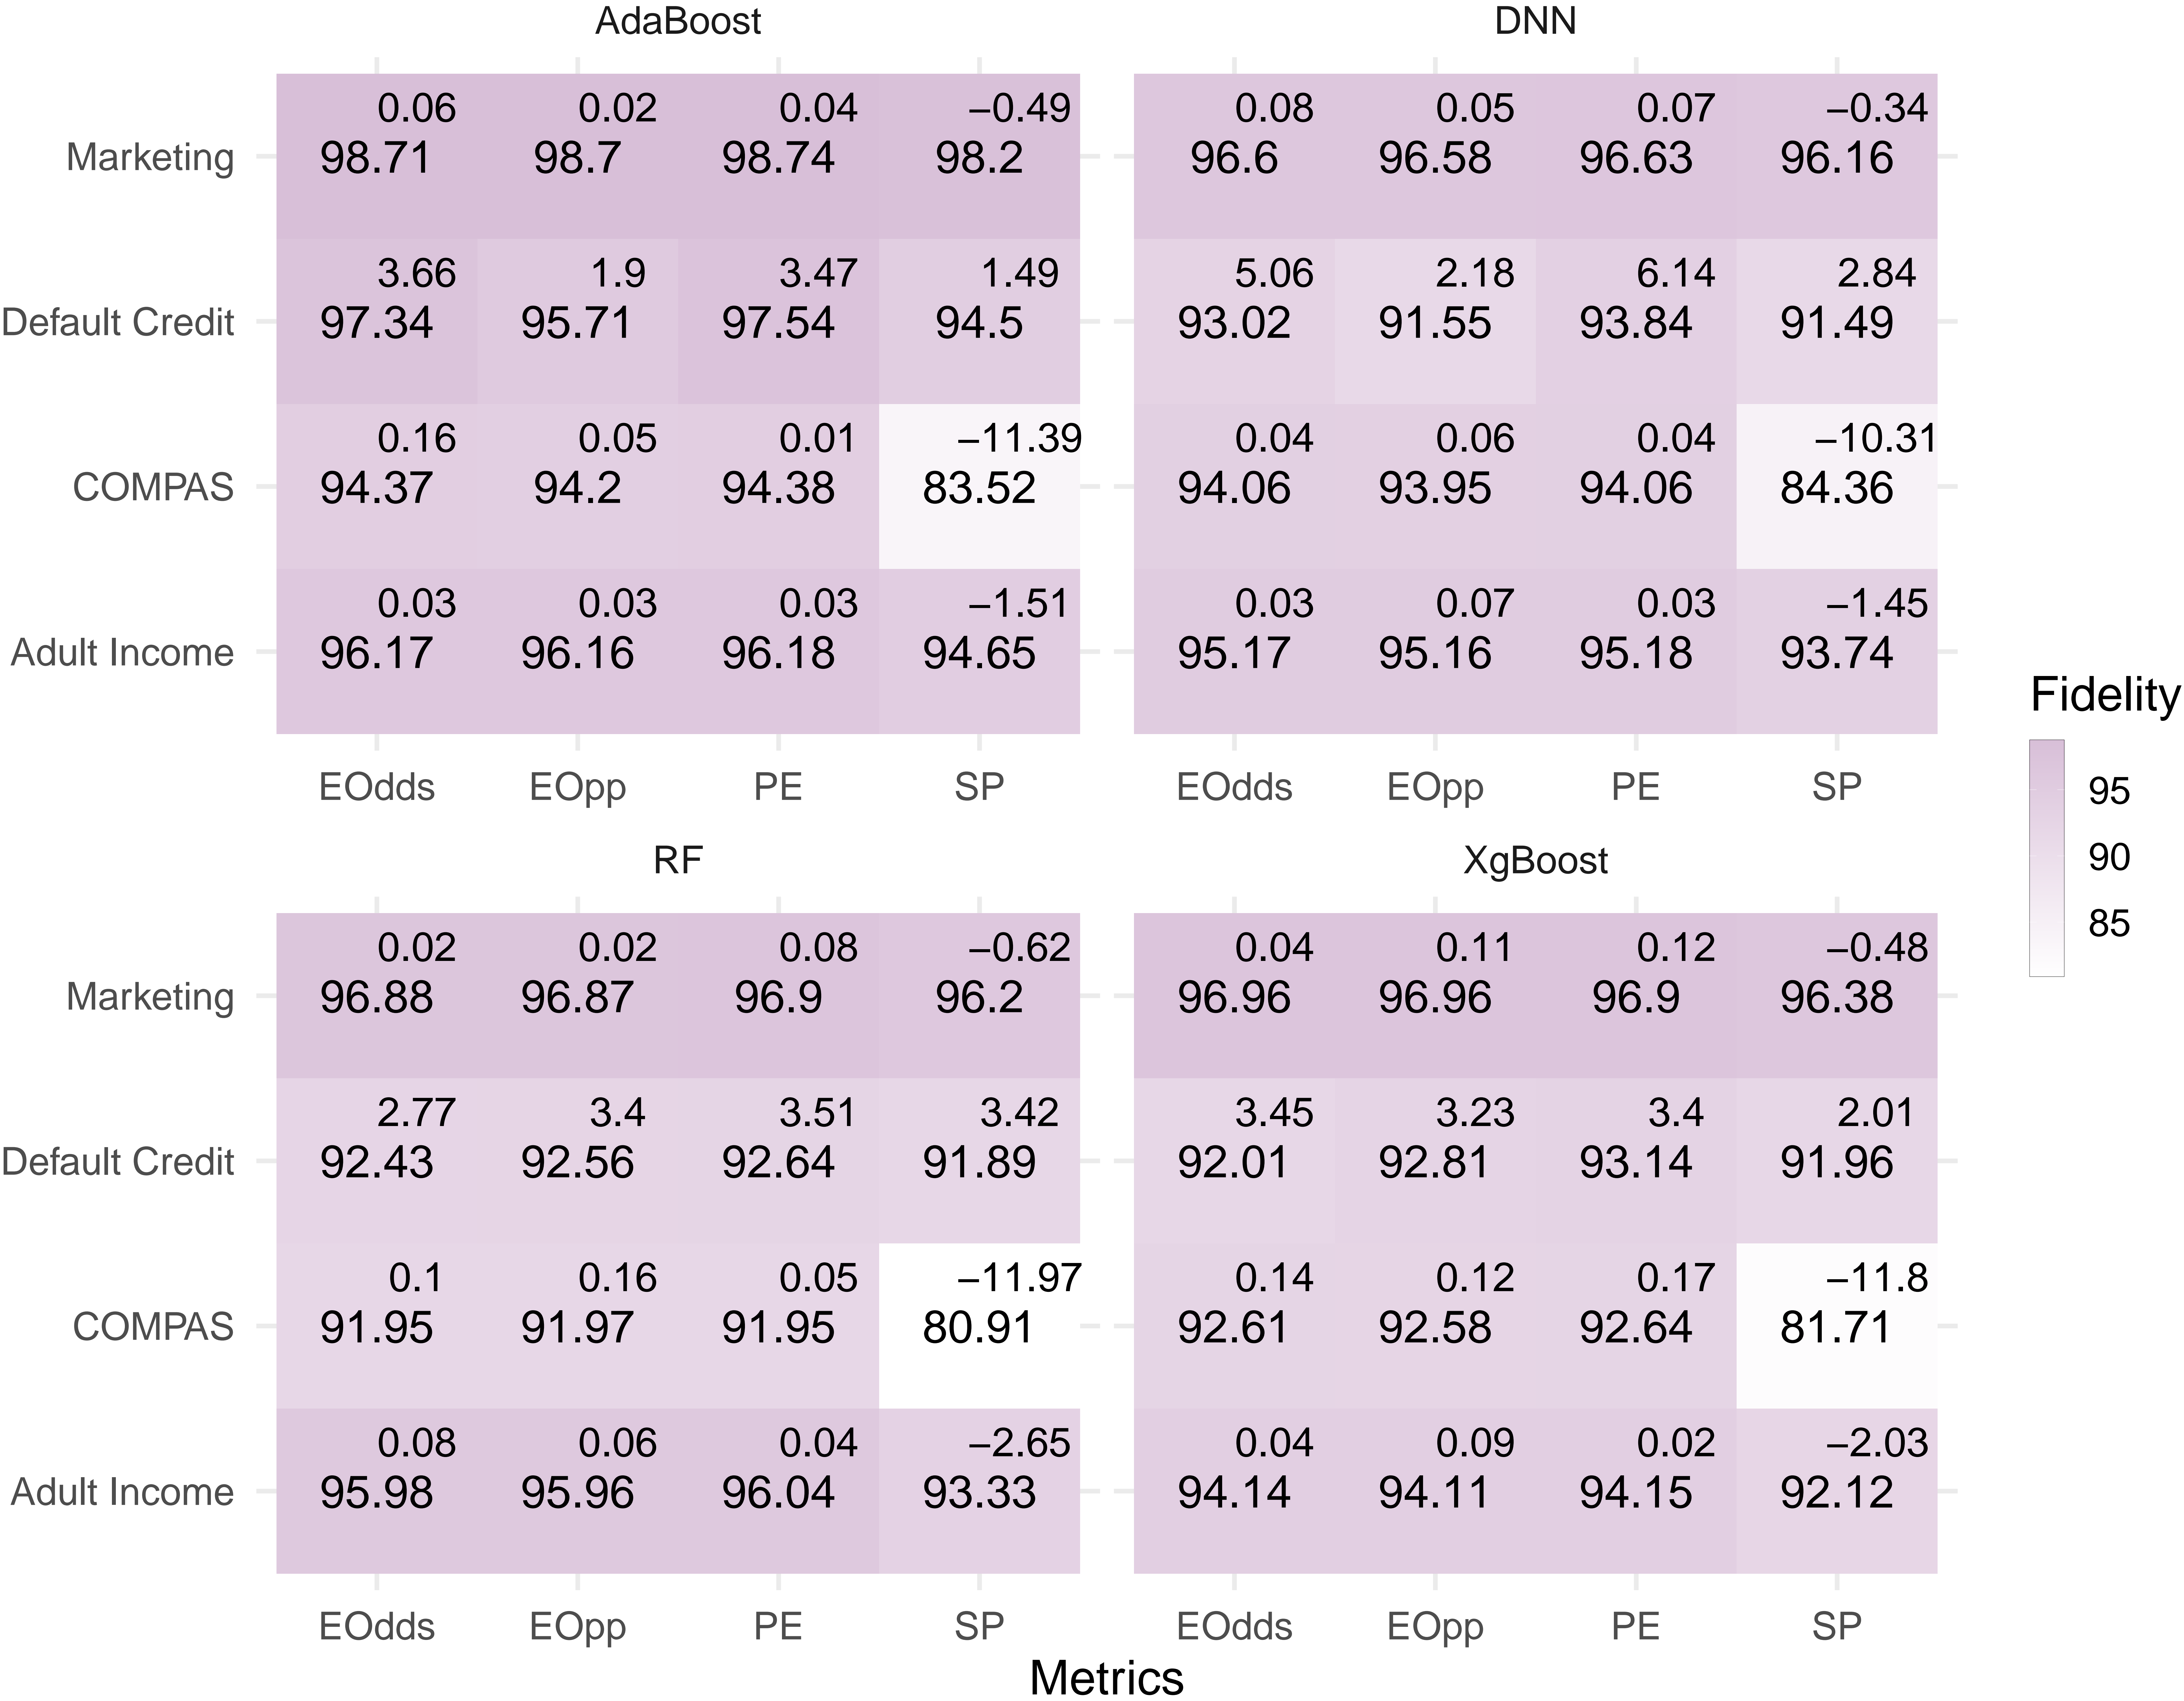 AdaBoost DNN
0.06 0.02 0.04 −0.49 0.08 0.05 0.07 −0.34
Marketing 98.71 98.7 98.74 98.2 96.6 96.58 96.63 96.16
3.66 1.9 3.47 1.49 5.06 2.18 6.14 2.84
Default Credit 97.34 95.71 97.54 94.5 93.02 91.55 93.84 91.49
0.16 0.05 0.01 −11.39 0.04 0.06 0.04 −10.31
COMPAS 94.37 94.2 94.38 83.52 94.06 93.95 94.06 84.36
0.03 0.03 0.03 −1.51 0.03 0.07 0.03 −1.45
Adult Income 96.17 96.16 96.18 94.65 95.17 95.16 95.18 93.74
EOdds EOpp PE SP EOdds EOpp PE SP
RF XgBoost
0.02 0.02 0.08 −0.62 0.04 0.11 0.12 −0.48
Marketing 96.88 96.87 96.9 96.2 96.96 96.96 96.9 96.38
2.77 3.4 3.51 3.42 3.45 3.23 3.4 2.01
Default Credit 92.43 92.56 92.64 91.89 92.01 92.81 93.14 91.96
0.1 0.16 0.05 −11.97 0.14 0.12 0.17 −11.8
COMPAS 91.95 91.97 91.95 80.91 92.61 92.58 92.64 81.71
0.08 0.06 0.04 −2.65 0.04 0.09 0.02 −2.03
Adult Income 95.98 95.96 96.04 93.33 94.14 94.11 94.15 92.12
EOdds EOpp PE SP EOdds EOpp PE SP
Metrics
Fidelity
95
90
85